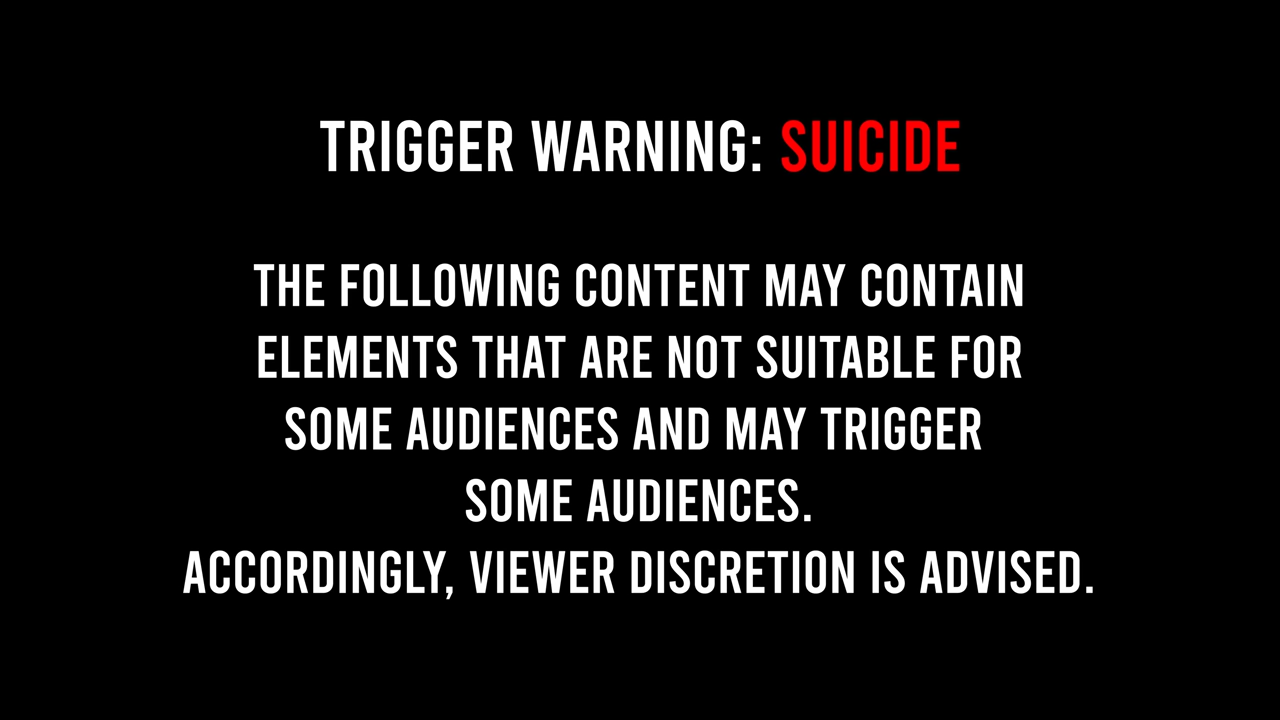 TRIGGER WARNING: SUICIDE
THE FOLLOWING CONTENT MAY CONTAIN
ELEMENTS THAT ARE NOT SUITABLE FOR
SOME AUDIENCES AND MAY TRIGGER
SOME AUDIENCES.
ACCORDINGLY, VIEWER DISCRETION IS ADVISED.